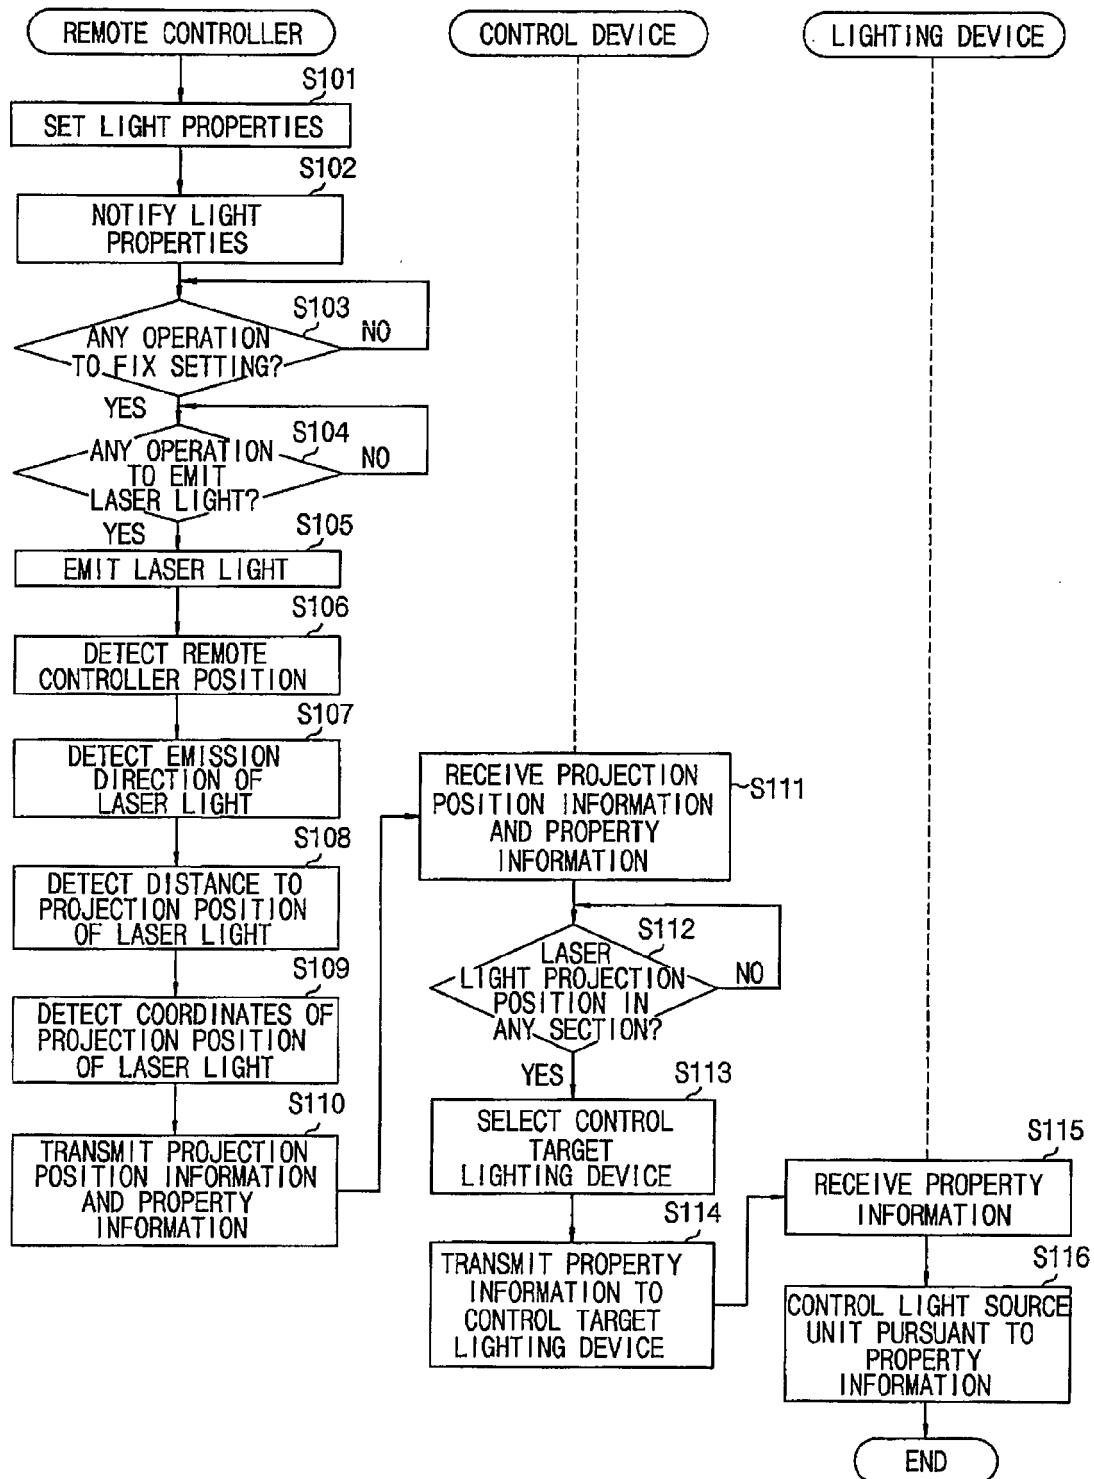 REMOTE CONTROLLER
CONTROL DEVICE
LIGHTING DEVICE
S101
SET LIGHT PROPERTIES
S102
NOTIFY LIGHT
PROPERTIES
S103
ANY OPERATION
TO FIX SETTING?
NO
YES
S104
ANY OPERATION
TO EMIT
LASER LIGHT?
NO
YES
S105
EMIT LASER LIGHT
S106
DETECT REMOTE
CONTROLLER POSITION
S107
DETECT EMISSION
DIRECTION OF
LASER LIGHT
S108
DETECT DISTANCE TO
PROJECTION POSITION
OF LASER LIGHT
S109
DETECT COORDINATES OF
PROJECTION POSITION
OF LASER LIGHT
S110
TRANSMIT PROJECTION
POSITION INFORMATION
AND PROPERTY
INFORMATION
RECEIVE PROJECTION
POSITION INFORMATION
AND PROPERTY
INFORMATION
S111
S112
LASER
LIGHT PROJECTION
POSITION IN
ANY SECTION?
NO
YES
S113
SELECT CONTROL
TARGET
LIGHTING DEVICE
S114
TRANSMIT PROPERTY
INFORMATION TO
CONTROL TARGET
LIGHTING DEVICE
S115
RECEIVE PROPERTY
INFORMATION
S116
CONTROL LIGHT SOURCE
UNIT PURSUANT TO
PROPERTY
INFORMATION
END